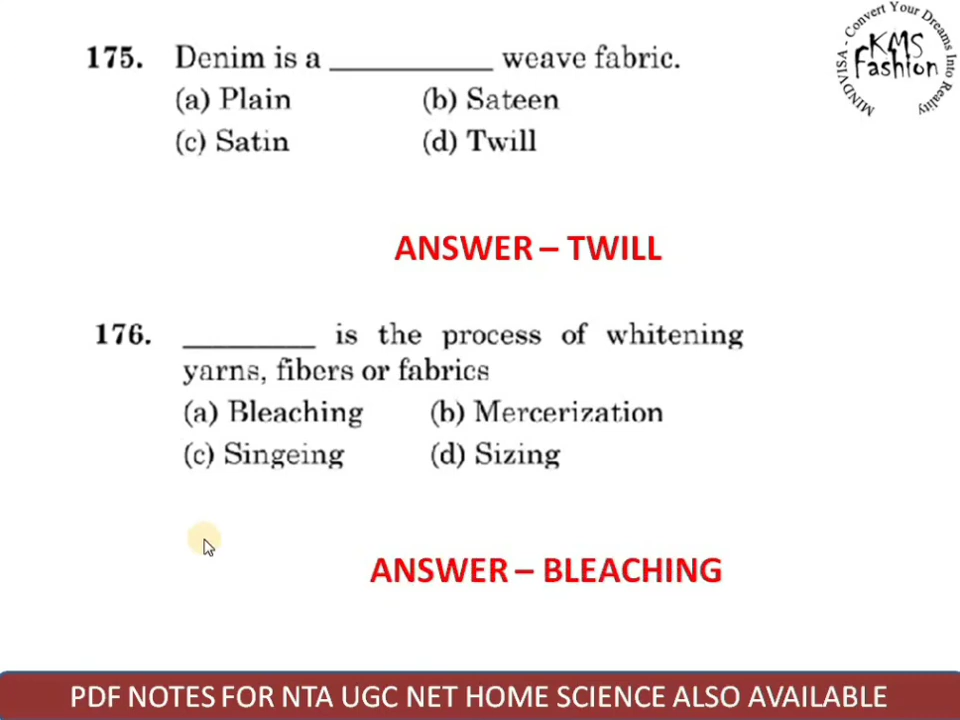 175. Denim is a ___________ weave fabric.
(a) Plain (b) Sateen
(c) Satin (d) Twill
ANSWER – TWILL
176. _________ is the process of whitening
yarns, fibers or fabrics
(a) Bleaching (b) Mercerization
(c) Singeing (d) Sizing
ANSWER – BLEACHING
MINDVISA - Convert Your Dreams Into Reality
KMS
Fashion
PDF NOTES FOR NTA UGC NET HOME SCIENCE ALSO AVAILABLE